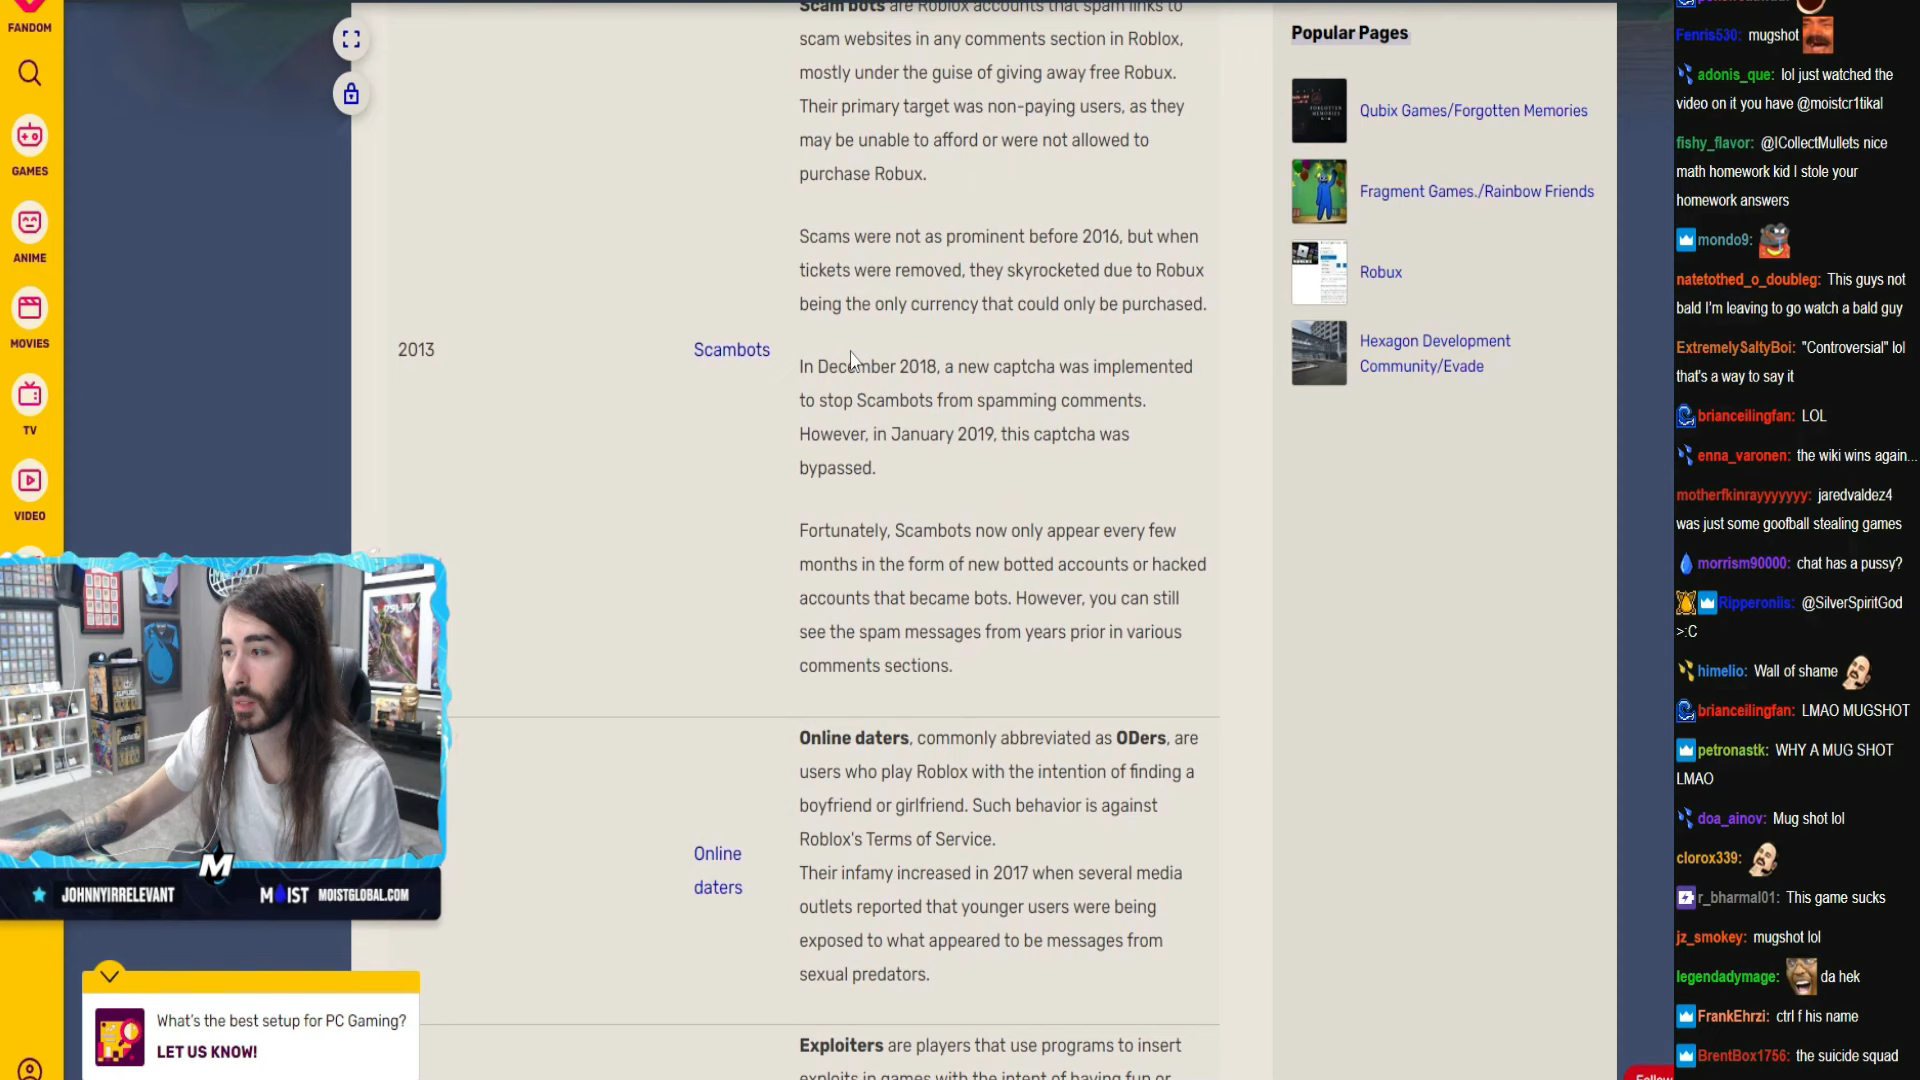 FANDOM
GAMES
ANIME
MOVIES
TV
VIDEO
2013
Scambots
Scam bots are Roblox accounts that spam links to
scam websites in any comments section in Roblox,
mostly under the guise of giving away free Robux.
Their primary target was non-paying users, as they
may be unable to afford or were not allowed to
purchase Robux.
Scams were not as prominent before 2016, but when
tickets were removed, they skyrocketed due to Robux
being the only currency that could only be purchased.
In December 2018, a new captcha was implemented
to stop Scambots from spamming comments.
However, in January 2019, this captcha was
bypassed.
Fortunately, Scambots now only appear every few
months in the form of new botted accounts or hacked
accounts that became bots. However, you can still
see the spam messages from years prior in various
comments sections.
Online
daters
Online daters, commonly abbreviated as ODers, are
users who play Roblox with the intention of finding a
boyfriend or girlfriend. Such behavior is against
Roblox's Terms of Service.
Their infamy increased in 2017 when several media
outlets reported that younger users were being
exposed to what appeared to be messages from
sexual predators.
Exploiters are players that use programs to insert
exploits in games with the intent of having fun or
Popular Pages
Qubix Games/Forgotten Memories
Fragment Games./Rainbow Friends
Robux
Hexagon Development
Community/Evade
M
JOHNNYIRRELEVANT
MOIST
MOISTGLOBAL.COM
What's the best setup for PC Gaming?
LET US KNOW!
Follow
Fenris530: mugshot
adonis_que: lol just watched the
video on it you have @moistcr1tikal
fishy_flavor: @ICollectMullets nice
math homework kid I stole your
homework answers
mondo9:
natetothed_o_doubleg: This guys not
bald I'm leaving to go watch a bald guy
ExtremelySaltyBoi: "Controversial" lol
that's a way to say it
brianceilingfan: LOL
enna_varonen: the wiki wins again...
motherfkinrayyyyyyy: jaredvaldez4
was just some goofball stealing games
morrism90000: chat has a pussy?
Ripperoniis: @SilverSpiritGod
>:C
himelio: Wall of shame
brianceilingfan: LMAO MUGSHOT
petronastk: WHY A MUG SHOT
LMAO
doa_ainov: Mug shot lol
clorox339:
r_bharmal01: This game sucks
jz_smokey: mugshot lol
legendadymage: da hek
FrankEhrzi: ctrl f his name
BrentBox1756: the suicide squad